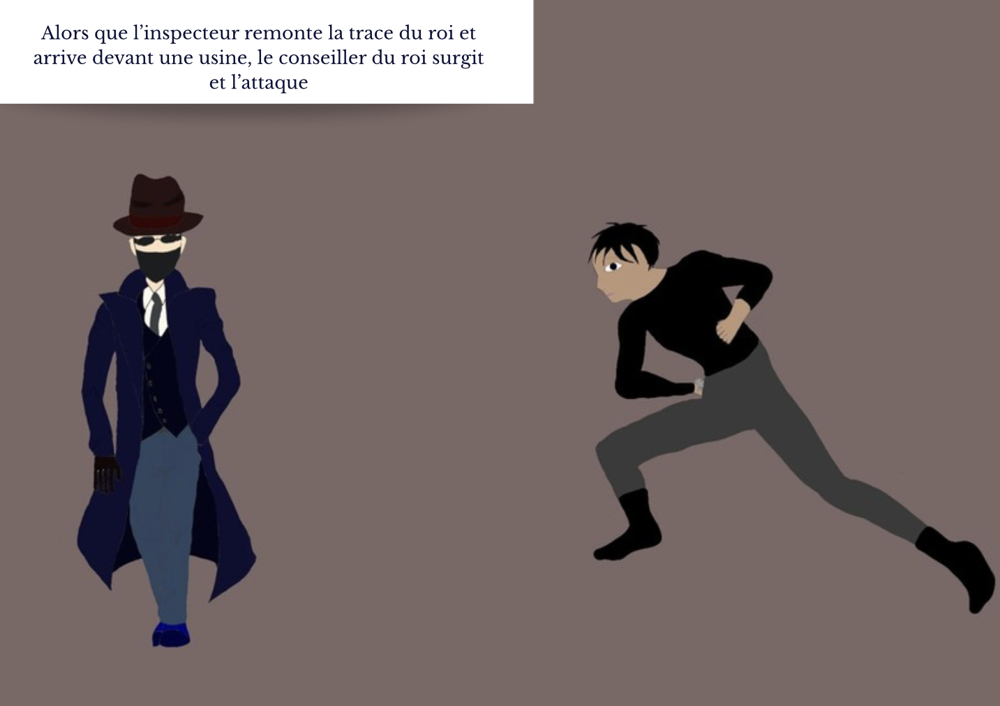 Alors que l’inspecteur remonte la trace du roi et
arrive devant une usine, le conseiller du roi surgit
et l’attaque